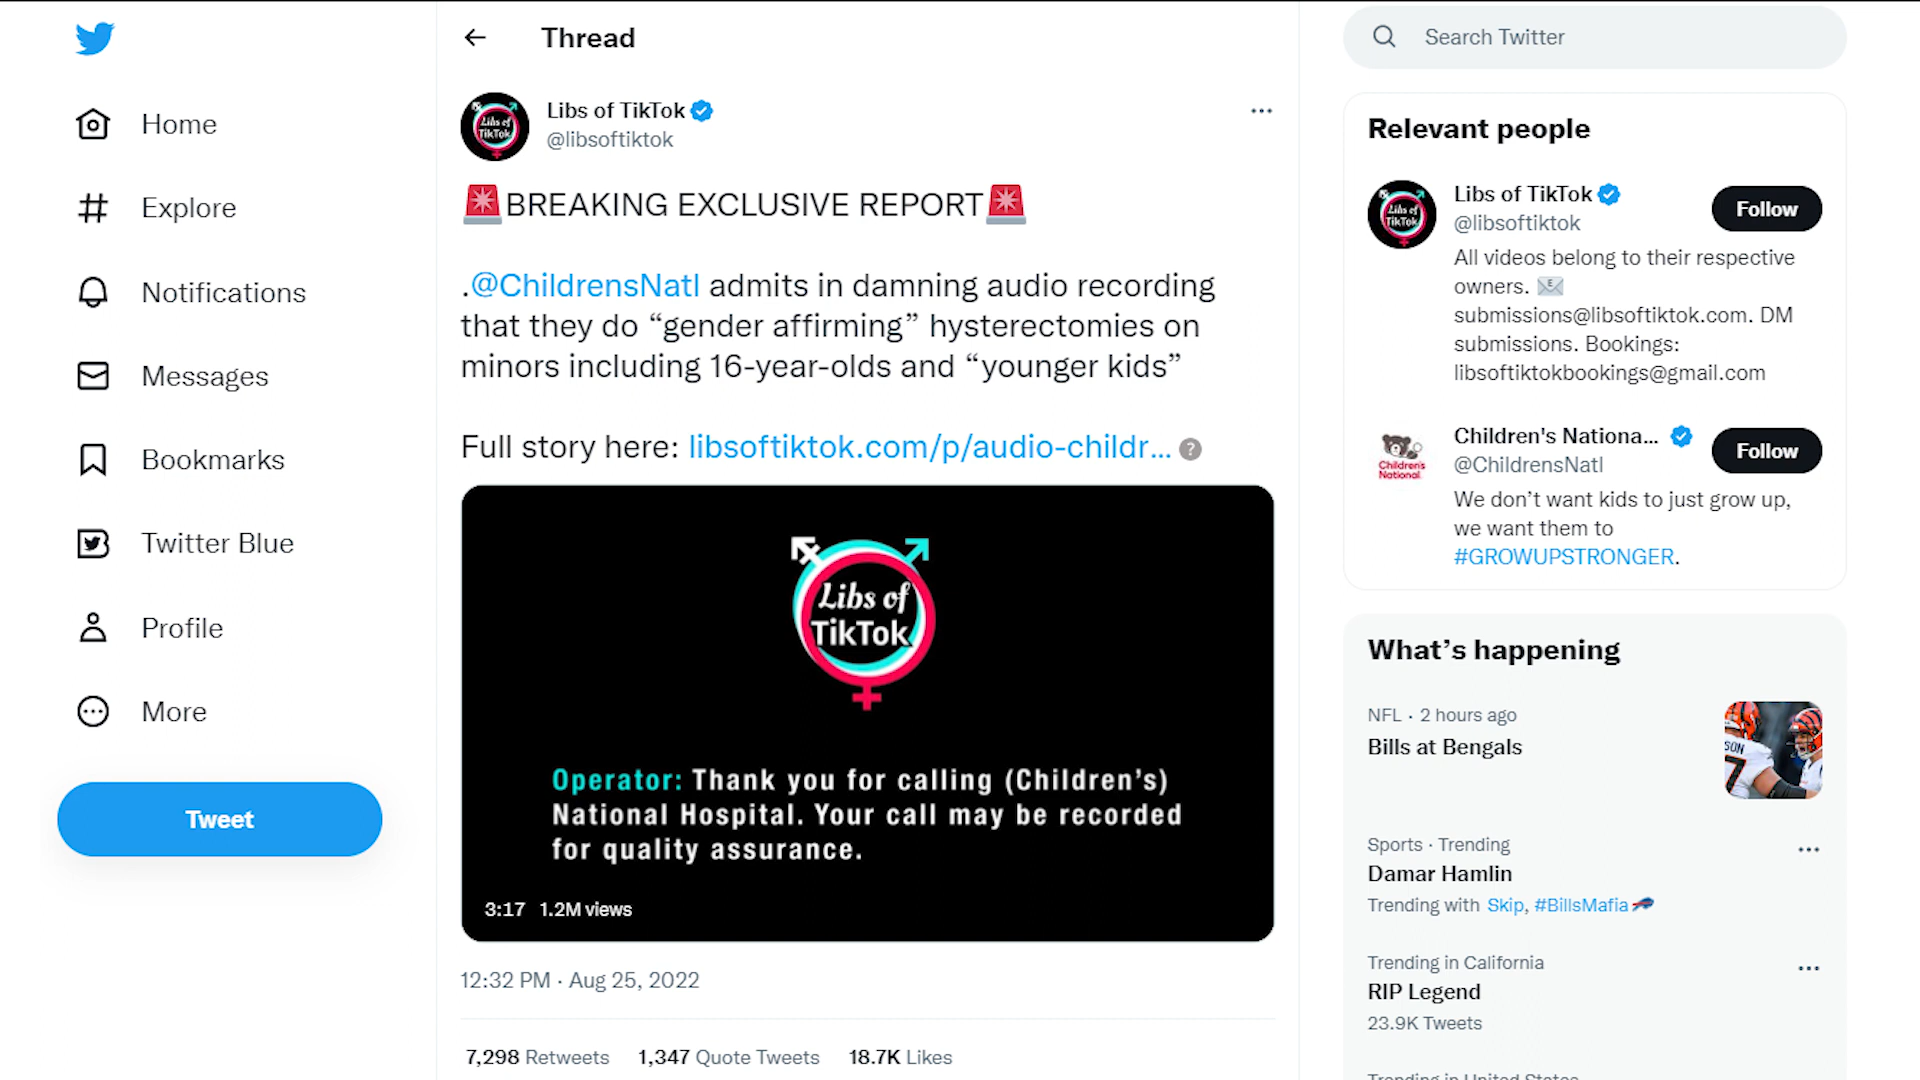 Home
Explore
Notifications
Messages
Bookmarks
Twitter Blue
Profile
More
Tweet
Thread
Libs of TikTok
@libsoftiktok
🚨BREAKING EXCLUSIVE REPORT🚨
.@ChildrensNatl admits in damning audio recording
that they do “gender affirming” hysterectomies on
minors including 16-year-olds and “younger kids”
Full story here: libsoftiktok.com/p/audio-childr…
Libs of
TikTok
Operator: Thank you for calling (Children’s)
National Hospital. Your call may be recorded
for quality assurance.
3:17 1.2M views
12:32 PM · Aug 25, 2022
7,298 Retweets 1,347 Quote Tweets 18.7K Likes
Search Twitter
Relevant people
Libs of TikTok
@libsoftiktok
Follow
All videos belong to their respective
owners. 📧
submissions@libsoftiktok.com. DM
submissions. Bookings:
libsoftiktokbookings@gmail.com
Children's Nationa...
@ChildrensNatl
Follow
Children's
National.
We don’t want kids to just grow up,
we want them to
#GROWUPSTRONGER.
What’s happening
NFL · 2 hours ago
Bills at Bengals
Sports · Trending
Damar Hamlin
Trending with Skip, #BillsMafia
Trending in California
RIP Legend
23.9K Tweets
Trending in United States